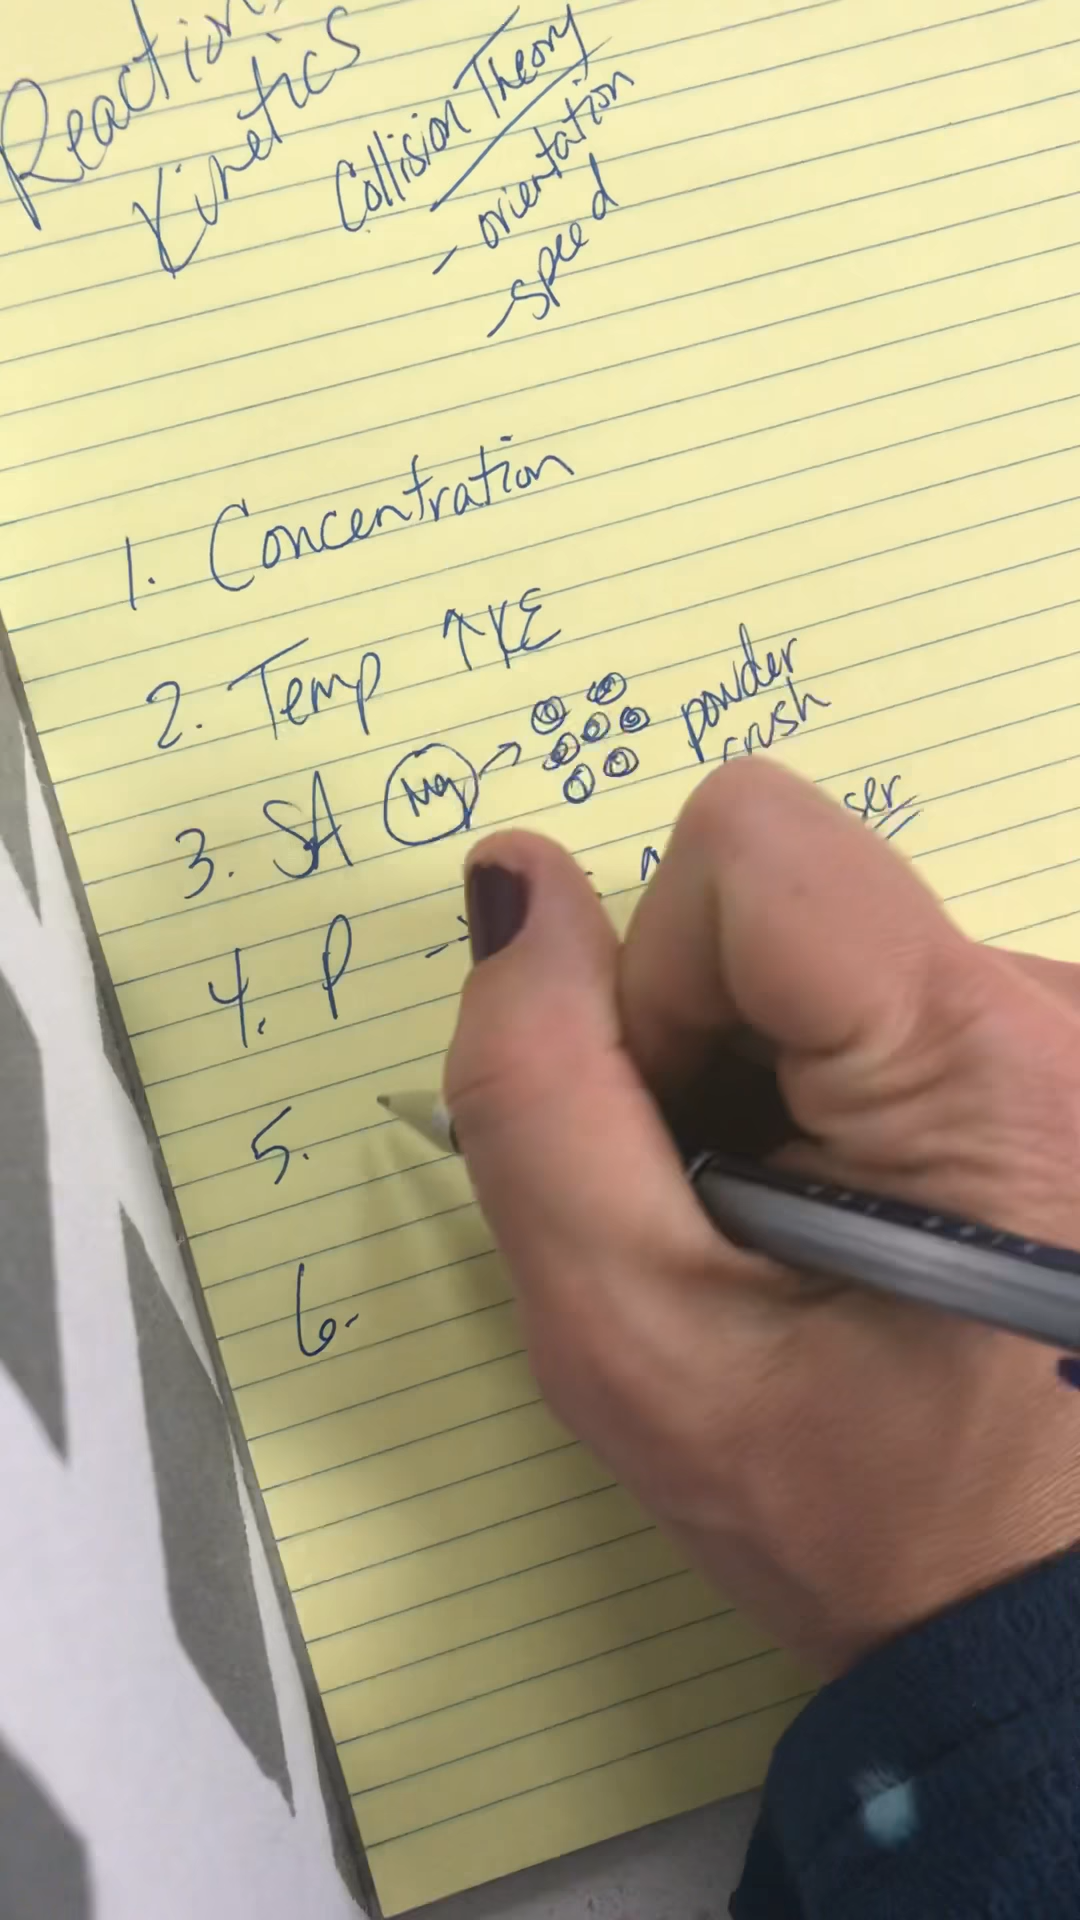 Reaction
Kinetics
Collision Theory
- orientation
- speed
1. Concentration
2. Temp ↑KE
3. SA Mg → powder
crush
4. P →
5.
6.